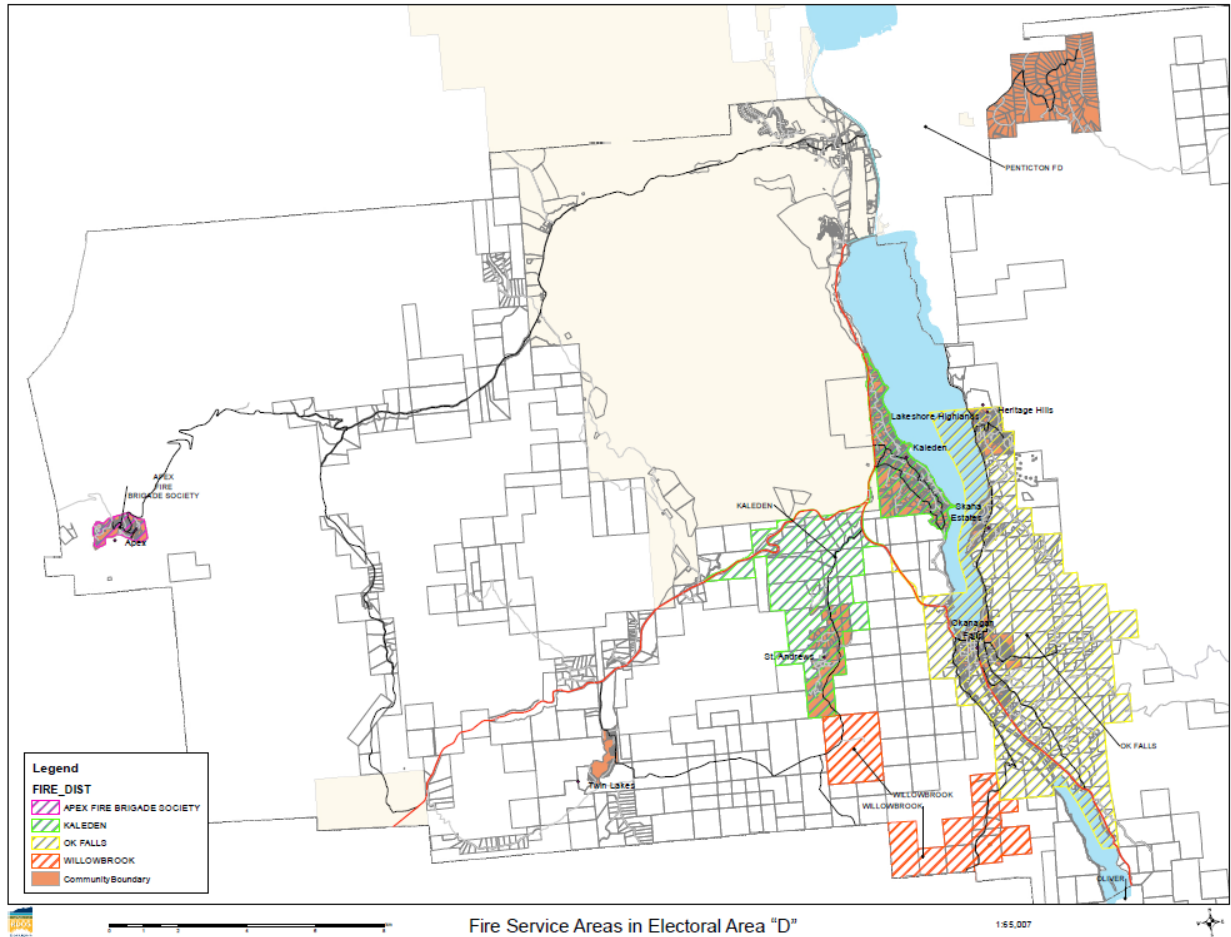 PENTICTON FD
Lakeshore Highlands
Heritage Hills
Kaleden
APEX
FIRE
BRIGADE SOCIETY
KALEDEN
Skaha
Estates
Apex
Okanagan
Falls
St. Andrews
OK FALLS
Twin Lakes
WILLOWBROOK
WILLOWBROOK
OLIVER
Legend
FIRE_DIST
APEX FIRE BRIGADE SOCIETY
KALEDEN
OK FALLS
WILLOWBROOK
CommunityBoundary
Fire Service Areas in Electoral Area "D"
1:65,007